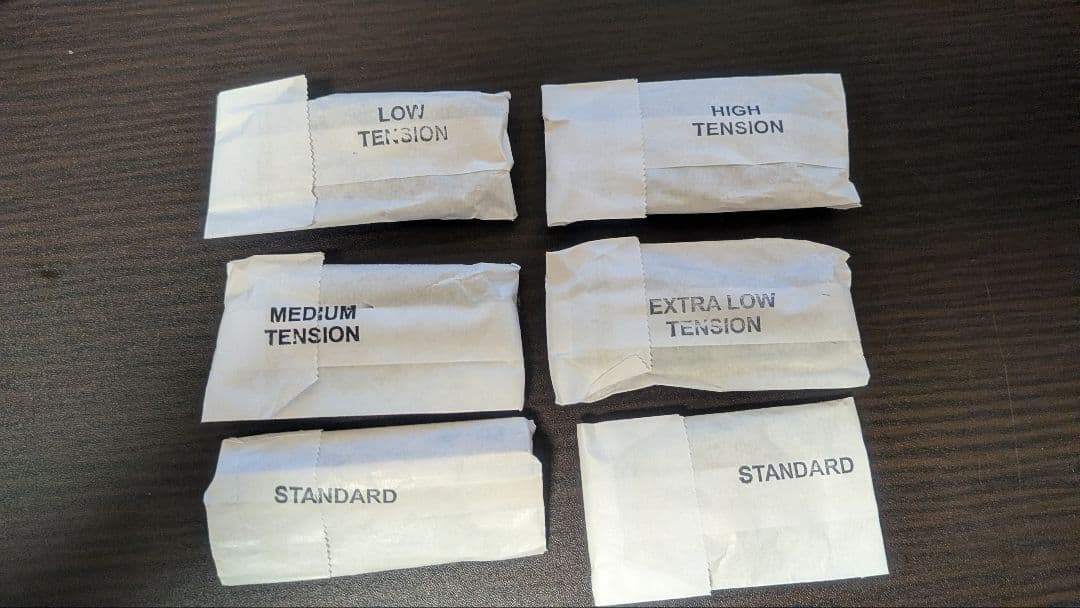 LOW
TENSION
HIGH
TENSION
MEDIUM
TENSION
EXTRA LOW
TENSION
STANDARD
STANDARD